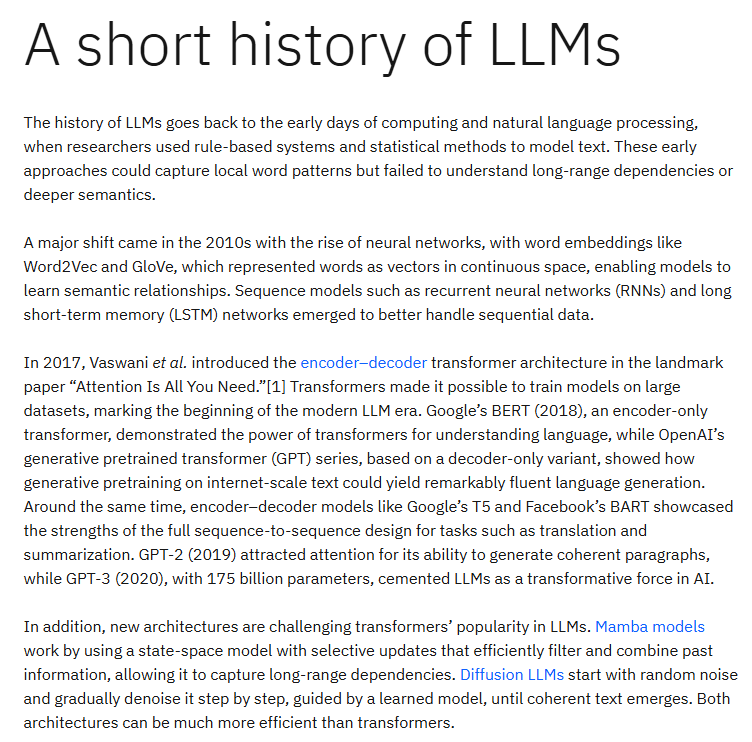 A short history of LLMs
The history of LLMs goes back to the early days of computing and natural language processing,
when researchers used rule-based systems and statistical methods to model text. These early
approaches could capture local word patterns but failed to understand long-range dependencies or
deeper semantics.
A major shift came in the 2010s with the rise of neural networks, with word embeddings like
Word2Vec and GloVe, which represented words as vectors in continuous space, enabling models to
learn semantic relationships. Sequence models such as recurrent neural networks (RNNs) and long
short-term memory (LSTM) networks emerged to better handle sequential data.
In 2017, Vaswani et al. introduced the encoder–decoder transformer architecture in the landmark
paper “Attention Is All You Need.”[1] Transformers made it possible to train models on large
datasets, marking the beginning of the modern LLM era. Google’s BERT (2018), an encoder-only
transformer, demonstrated the power of transformers for understanding language, while OpenAI’s
generative pretrained transformer (GPT) series, based on a decoder-only variant, showed how
generative pretraining on internet-scale text could yield remarkably fluent language generation.
Around the same time, encoder–decoder models like Google’s T5 and Facebook’s BART showcased
the strengths of the full sequence-to-sequence design for tasks such as translation and
summarization. GPT-2 (2019) attracted attention for its ability to generate coherent paragraphs,
while GPT-3 (2020), with 175 billion parameters, cemented LLMs as a transformative force in AI.
In addition, new architectures are challenging transformers’ popularity in LLMs. Mamba models
work by using a state-space model with selective updates that efficiently filter and combine past
information, allowing it to capture long-range dependencies. Diffusion LLMs start with random noise
and gradually denoise it step by step, guided by a learned model, until coherent text emerges. Both
architectures can be much more efficient than transformers.